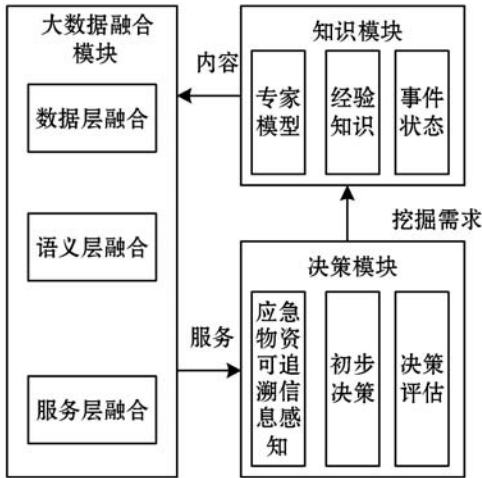 大数据融合
模块
数据层融合
语义层融合
服务层融合
内容
服务
知识模块
专家
模型
经验
知识
事件
状态
挖掘需求
决策模块
应急
物资
可追
溯信
息感
知
初步
决策
决策
评估